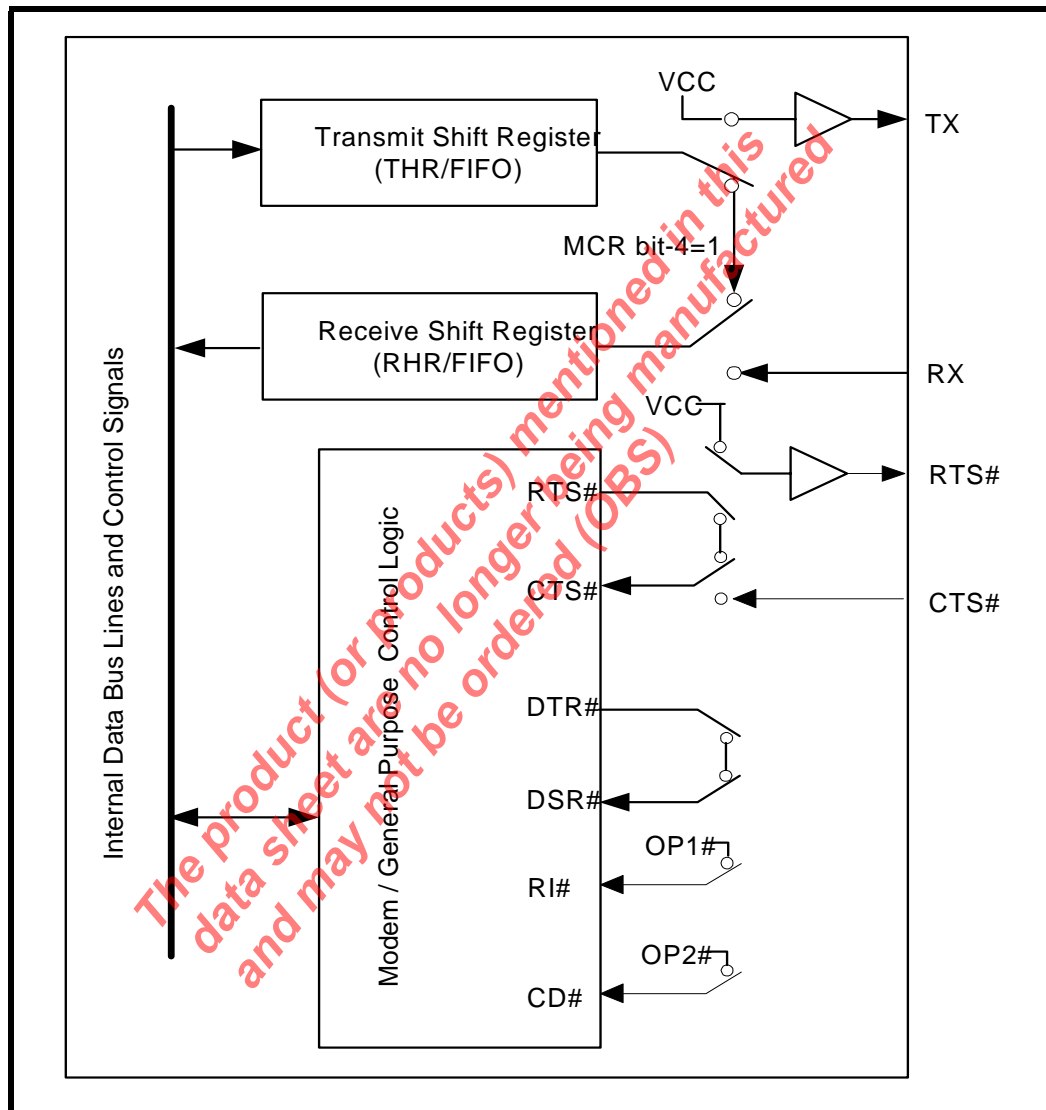 VCC
TX
Transmit Shift Register
(THR/FIFO)
MCR bit-4=1
Receive Shift Register
(RHR/FIFO)
RX
VCC
RTS#
RTS#
CTS#
CTS#
DTR#
DSR#
OP1#
RI#
OP2#
CD#
Internal Data Bus Lines and Control Signals
Modem / General Purpose Control Logic
The product (or products) mentioned in this
data sheet are no longer being manufactured
and may not be ordered (OBS)